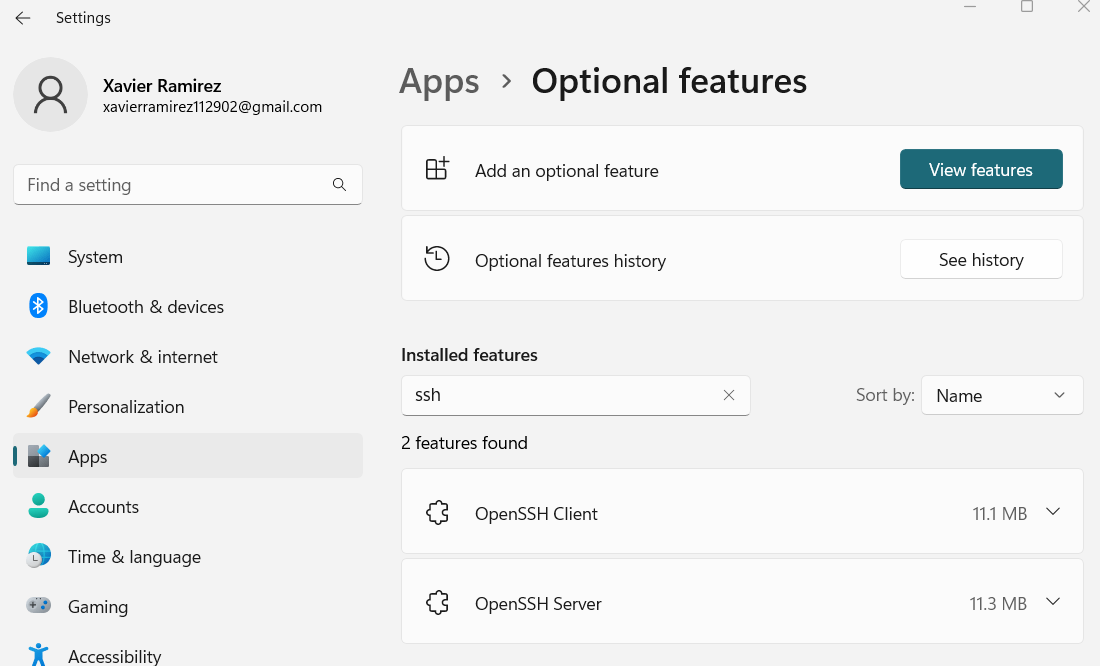 Settings
Xavier Ramirez
xavierramirez112902@gmail.com
Find a setting
System
Bluetooth & devices
Network & internet
Personalization
Apps
Accounts
Time & language
Gaming
Accessibility
Apps > Optional features
Add an optional feature
View features
Optional features history
See history
Installed features
ssh
Sort by: Name
2 features found
OpenSSH Client
11.1 MB
OpenSSH Server
11.3 MB